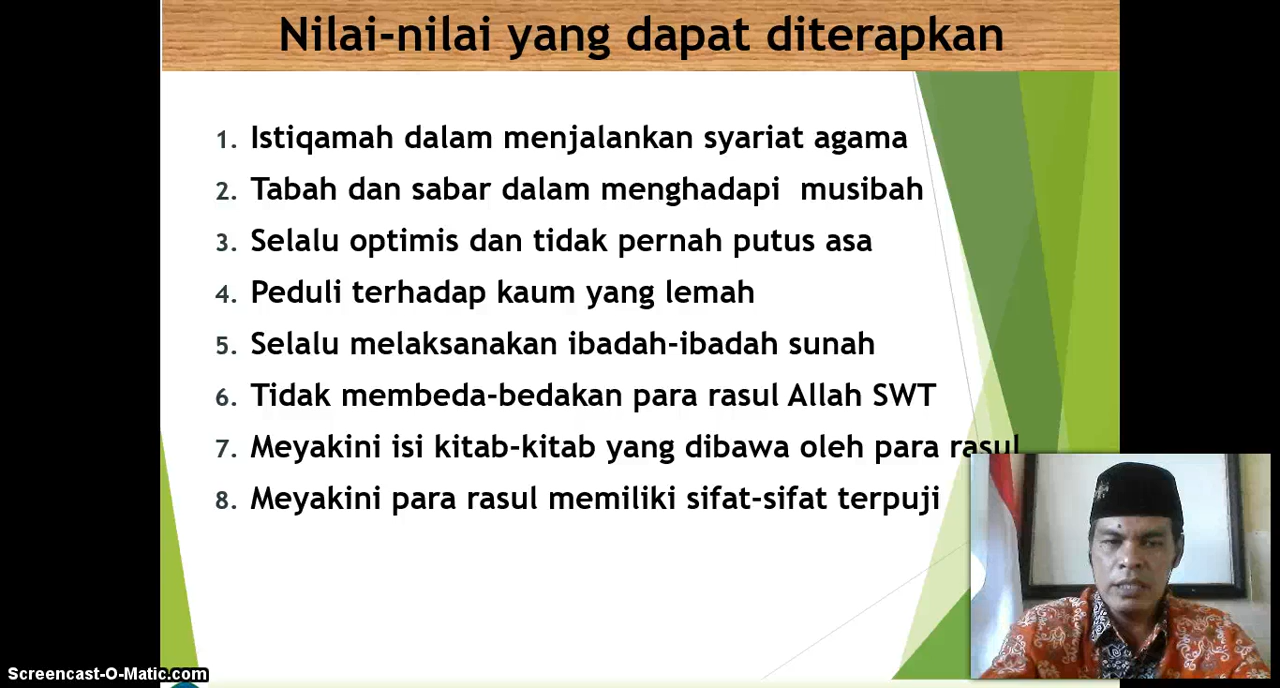 Nilai-nilai yang dapat diterapkan
1. Istiqamah dalam menjalankan syariat agama
2. Tabah dan sabar dalam menghadapi  musibah
3. Selalu optimis dan tidak pernah putus asa
4. Peduli terhadap kaum yang lemah
5. Selalu melaksanakan ibadah-ibadah sunah
6. Tidak membeda-bedakan para rasul Allah SWT
7. Meyakini isi kitab-kitab yang dibawa oleh para rasul
8. Meyakini para rasul memiliki sifat-sifat terpuji
Screencast-O-Matic.com